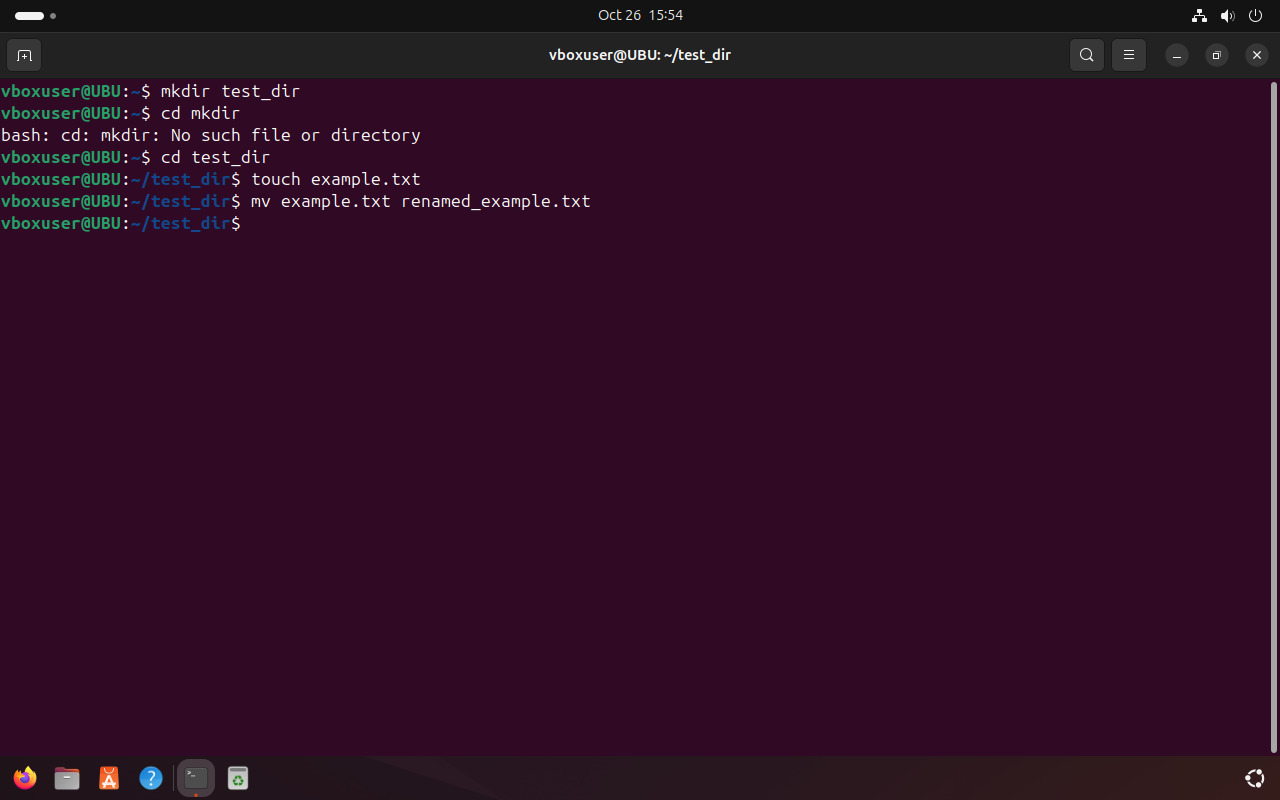 Oct 26 15:54
vboxuser@UBU: ~/test_dir
vboxuser@UBU:~$ mkdir test_dir
vboxuser@UBU:~$ cd mkdir
bash: cd: mkdir: No such file or directory
vboxuser@UBU:~$ cd test_dir
vboxuser@UBU:~/test_dir$ touch example.txt
vboxuser@UBU:~/test_dir$ mv example.txt renamed_example.txt
vboxuser@UBU:~/test_dir$